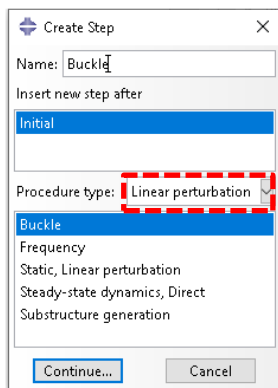 Create Step
Name: Buckle
Insert new step after
Initial
Procedure type: Linear perturbation
Buckle
Frequency
Static, Linear perturbation
Steady-state dynamics, Direct
Substructure generation
Continue... Cancel